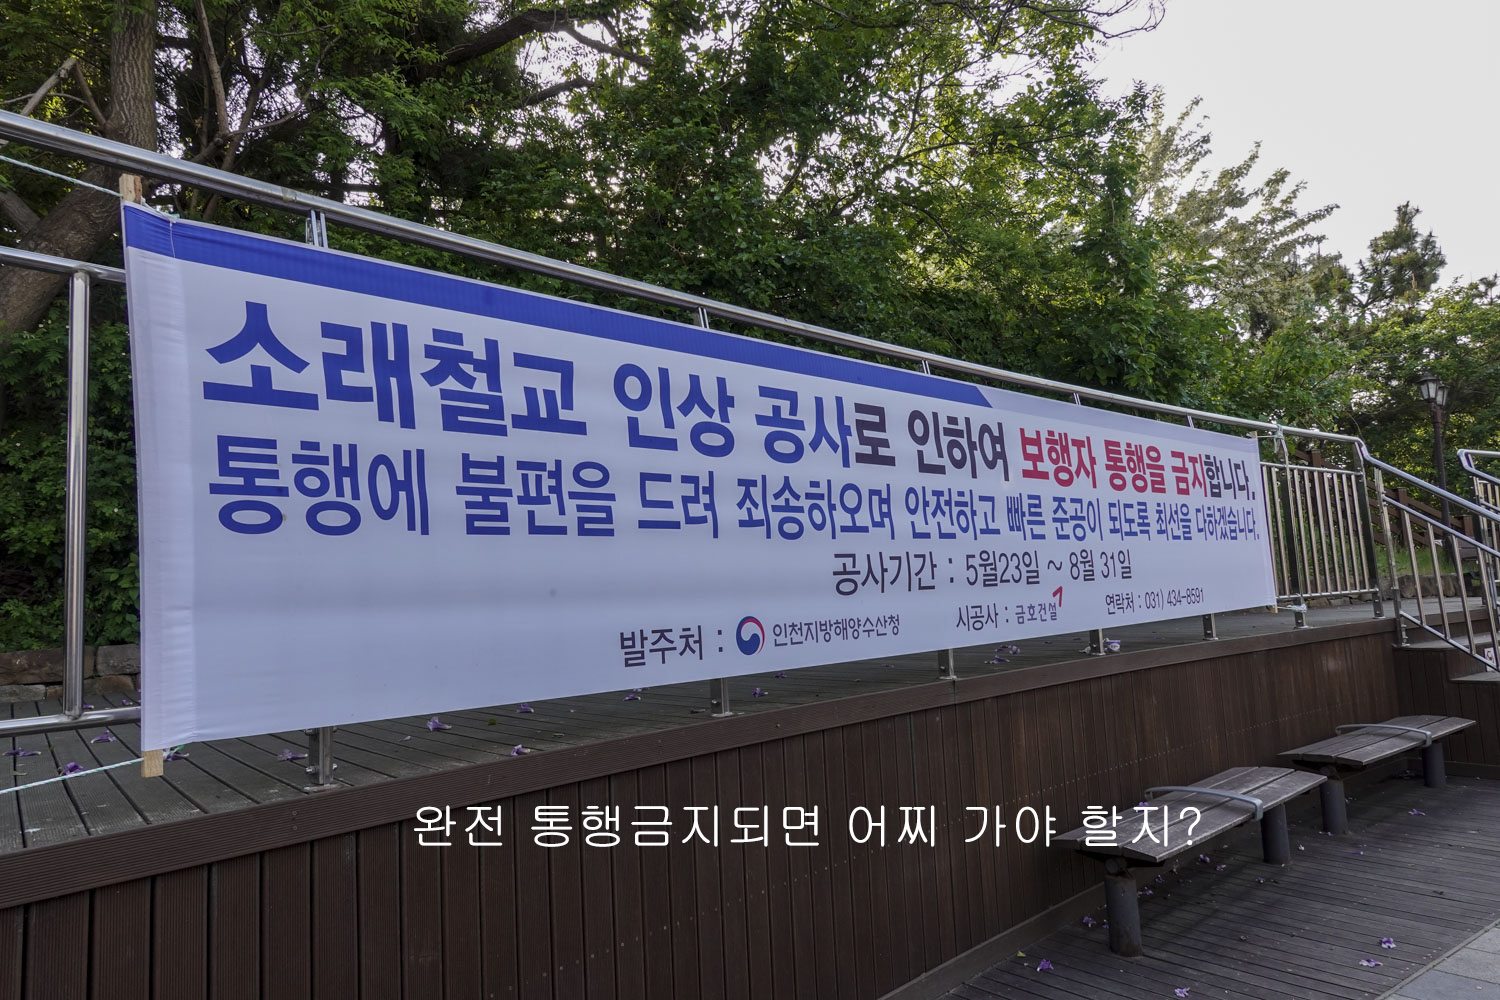 소래철교 인상 공사로 인하여 보행자 통행을 금지합니다.
통행에 불편을 드려 죄송하오며 안전하고 빠른 준공이 되도록 최선을 다하겠습니다.
공사기간 : 5월23일 ~ 8월 31일
발주처 : 인천지방해양수산청 시공사 : 금호건설 연락처 : 031) 434-8591
완전 통행금지되면 어찌 가야 할지?